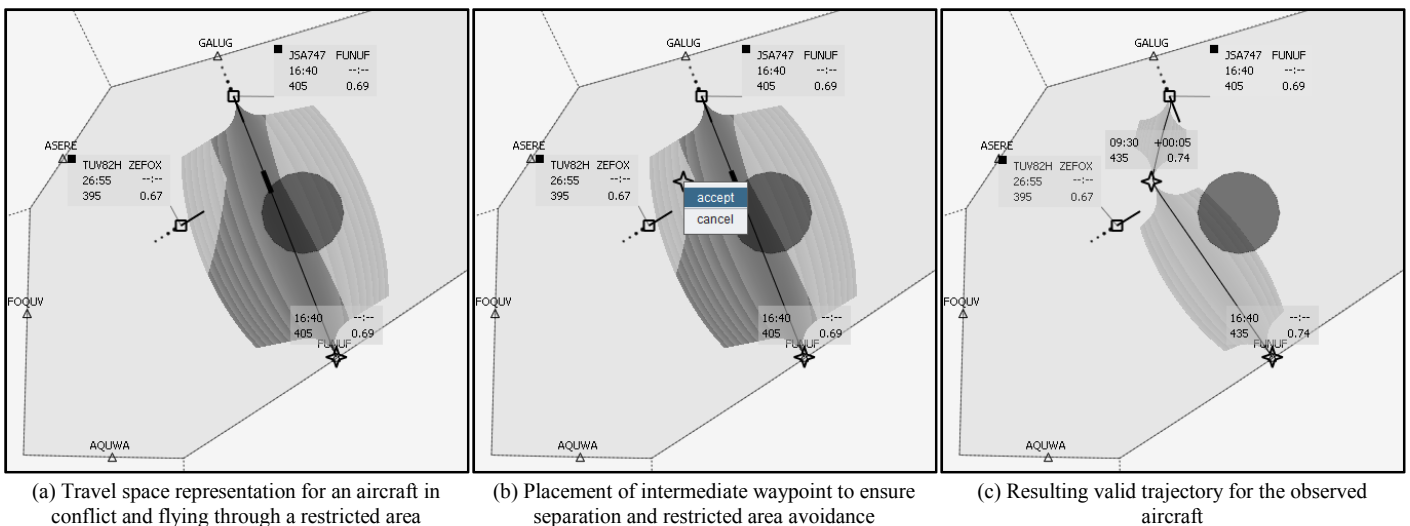 GALUG
JSA747 FUNUF
16:40 --:--
405 0.69
ASERE
TUV82H ZEFOX
26:55 --:--
395 0.67
FOQUV
16:40 --:--
405 0.69
FUNUF
AQUWA
(a) Travel space representation for an aircraft in
conflict and flying through a restricted area
GALUG
JSA747 FUNUF
16:40 --:--
405 0.69
ASERE
TUV82H ZEFOX
26:55 --:--
395 0.67
accept
cancel
FOQUV
16:40 --:--
405 0.69
FUNUF
AQUWA
(b) Placement of intermediate waypoint to ensure
separation and restricted area avoidance
GALUG
JSA747 FUNUF
16:40 --:--
405 0.69
09:30 +00:05
435 0.74
ASERE
TUV82H ZEFOX
26:55 --:--
395 0.67
FOQUV
16:40 --:--
435 0.74
FUNUF
AQUWA
(c) Resulting valid trajectory for the observed
aircraft